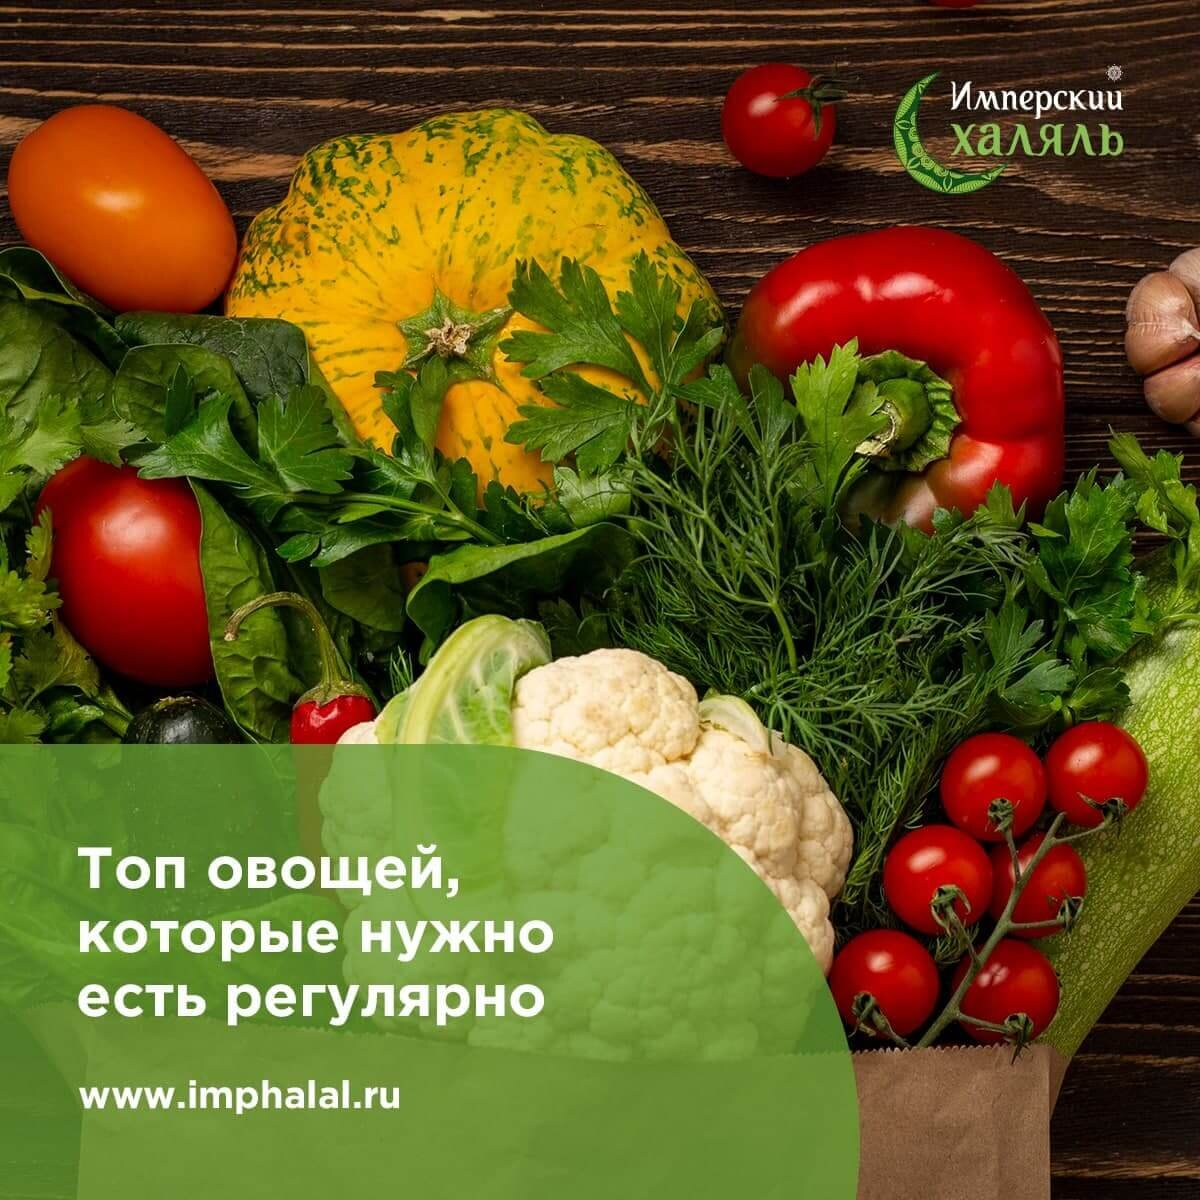 Имперский
халяль
Топ овощей,
которые нужно
есть регулярно
www.imphalal.ru